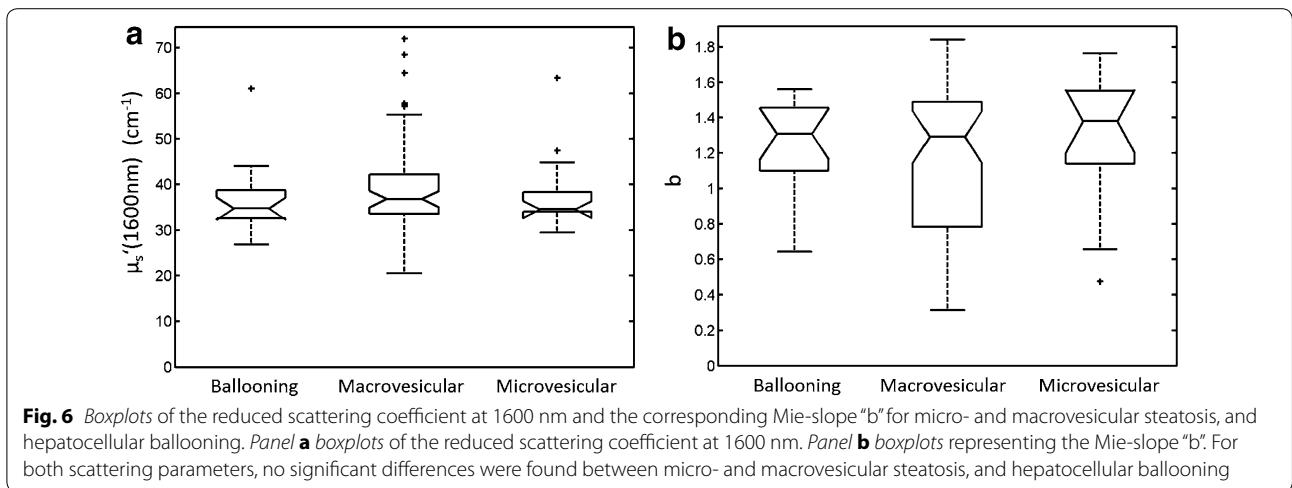 a
70
60
50
40
30
20
10
0
μs'(1600nm) (cm-1)
Ballooning Macrovesicular Microvesicular
b
1.8
1.6
1.4
1.2
1
0.8
0.6
0.4
0.2
0
b
Ballooning Macrovesicular Microvesicular
Fig. 6 Boxplots of the reduced scattering coefficient at 1600 nm and the corresponding Mie-slope “b” for micro- and macrovesicular steatosis, and
hepatocellular ballooning. Panel a boxplots of the reduced scattering coefficient at 1600 nm. Panel b boxplots representing the Mie-slope “b”. For
both scattering parameters, no significant differences were found between micro- and macrovesicular steatosis, and hepatocellular ballooning